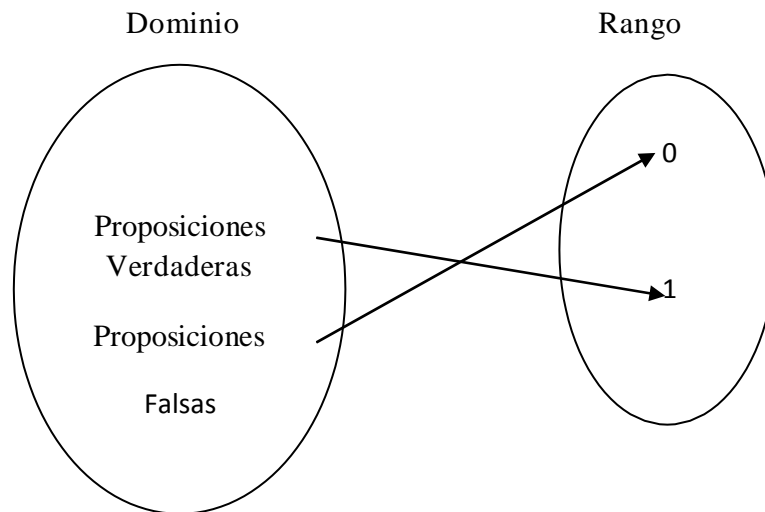 Dominio
Rango
0
Proposiciones
Verdaderas
1
Proposiciones
Falsas